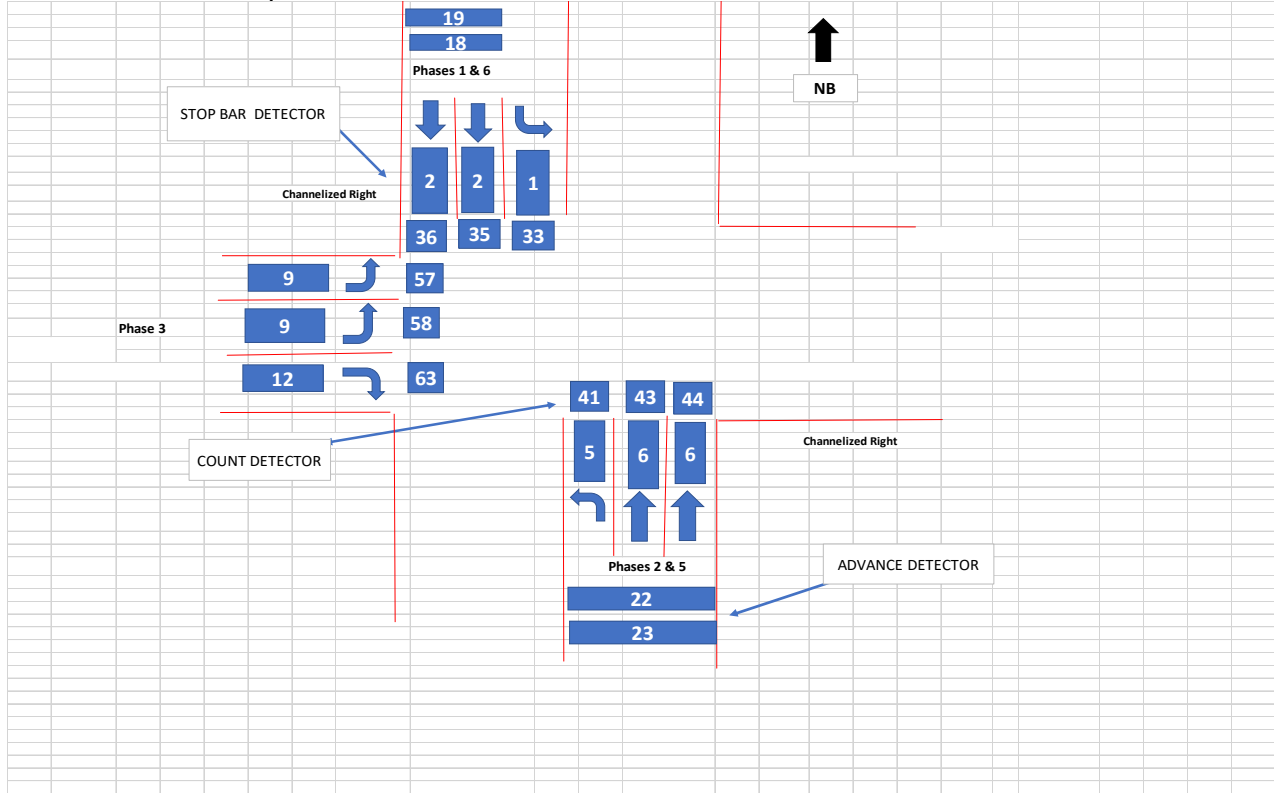 19
18
Phases 1 & 6
NB
STOP BAR DETECTOR
Channelized Right
2
2
1
36
35
33
9
57
Phase 3
9
58
12
63
41
43
44
COUNT DETECTOR
5
6
6
Channelized Right
Phases 2 & 5
ADVANCE DETECTOR
22
23